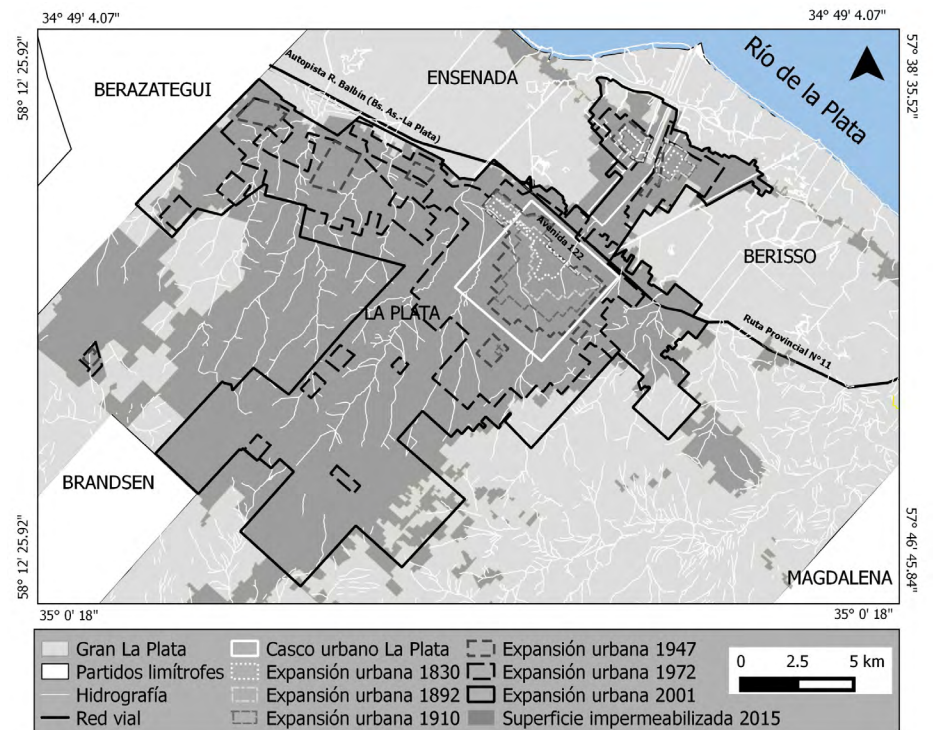 34° 49' 4.07"
34° 49' 4.07"
58° 12' 25.92"
57° 38' 35.52"
Río de la Plata
ENSENADA
BERAZATEGUI
Autopista R. Balbín (Bs. As.-La Plata)
Avenida 122
BERISSO
LA PLATA
Ruta Provincial N°11
BRANDSEN
58° 12' 25.92"
57° 46' 45.84"
MAGDALENA
35° 0' 18"
35° 0' 18"
Gran La Plata
Partidos limítrofes
Hidrografía
Red vial
Casco urbano La Plata
Expansión urbana 1830
Expansión urbana 1892
Expansión urbana 1910
Expansión urbana 1947
Expansión urbana 1972
Expansión urbana 2001
Superficie impermeabilizada 2015
0 2.5 5 km